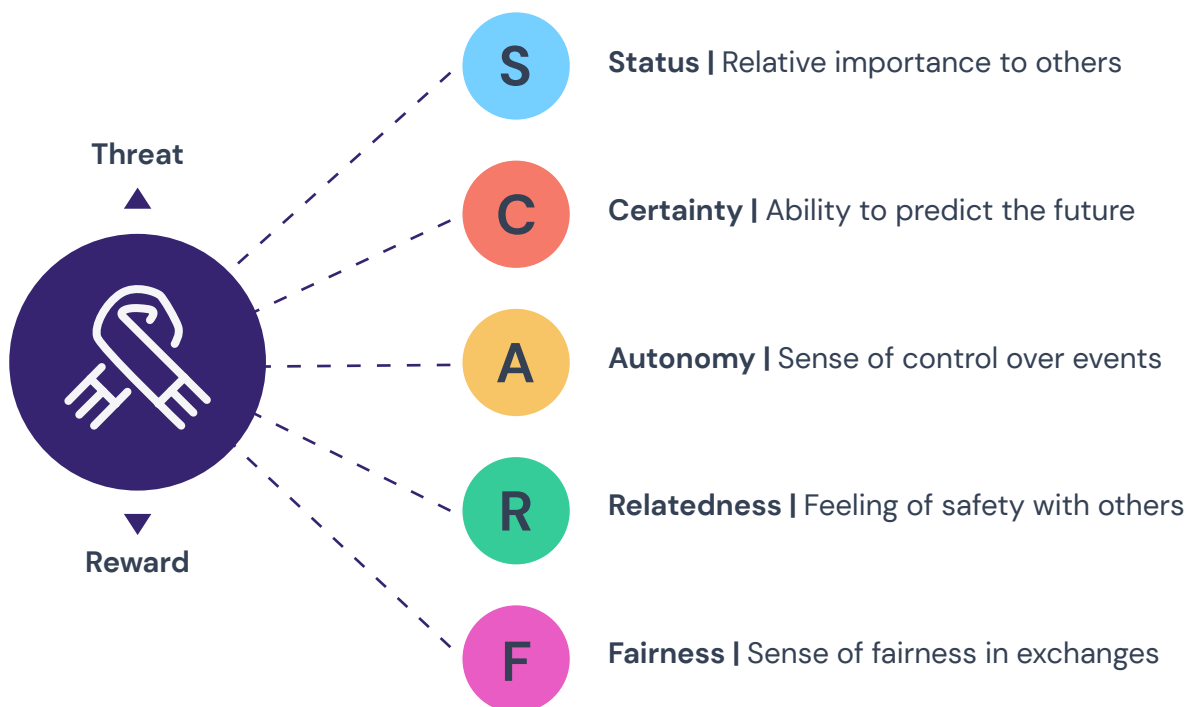 Threat
Reward
S
Status | Relative importance to others
C
Certainty | Ability to predict the future
A
Autonomy | Sense of control over events
R
Relatedness | Feeling of safety with others
F
Fairness | Sense of fairness in exchanges